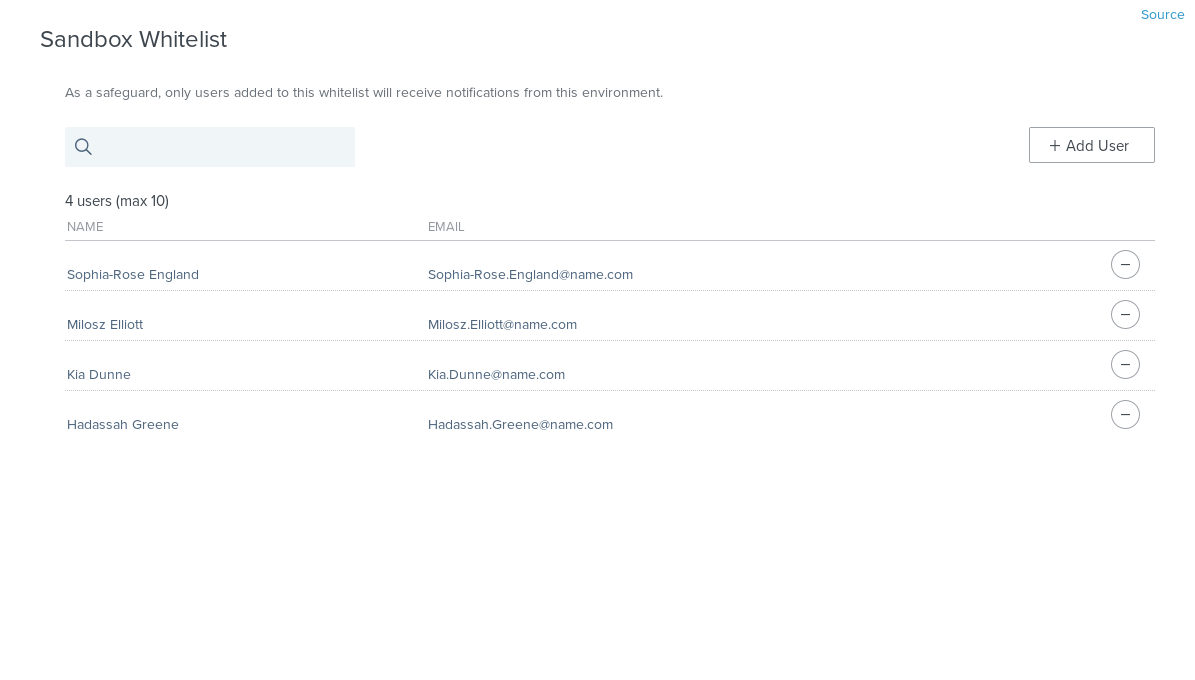 Source
Sandbox Whitelist
As a safeguard, only users added to this whitelist will receive notifications from this environment.
+ Add User
4 users (max 10)
NAME EMAIL
Sophia-Rose England Sophia-Rose.England@name.com
Milosz Elliott Milosz.Elliott@name.com
Kia Dunne Kia.Dunne@name.com
Hadassah Greene Hadassah.Greene@name.com